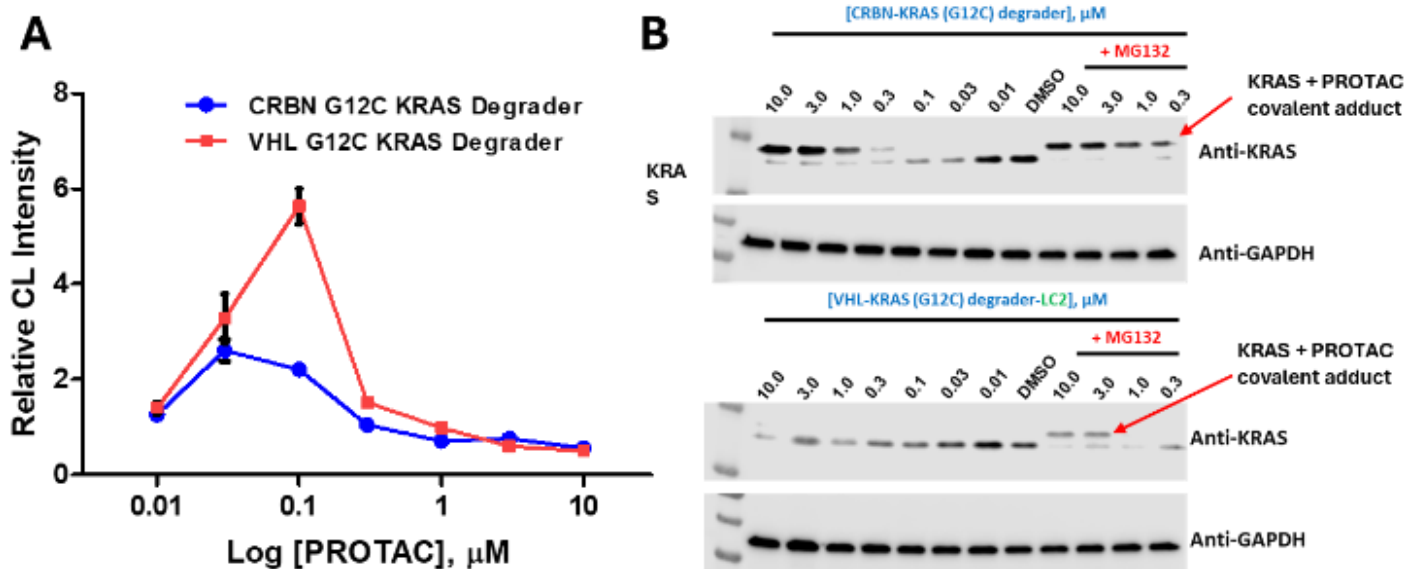 A
8
6
4
2
0
Relative CL Intensity
CRBN G12C KRAS Degrader
VHL G12C KRAS Degrader
0.01 0.1 1 10
Log [PROTAC], μM
B
[CRBN-KRAS (G12C) degrader], μM
+ MG132
10.0 3.0 1.0 0.3 0.1 0.03 0.01 DMSO 10.0 3.0 1.0 0.3
KRAS + PROTAC
covalent adduct
KRA
S
Anti-KRAS
Anti-GAPDH
[VHL-KRAS (G12C) degrader-LC2], μM
+ MG132
10.0 3.0 1.0 0.3 0.1 0.03 0.01 DMSO 10.0 3.0 1.0 0.3
KRAS + PROTAC
covalent adduct
Anti-KRAS
Anti-GAPDH